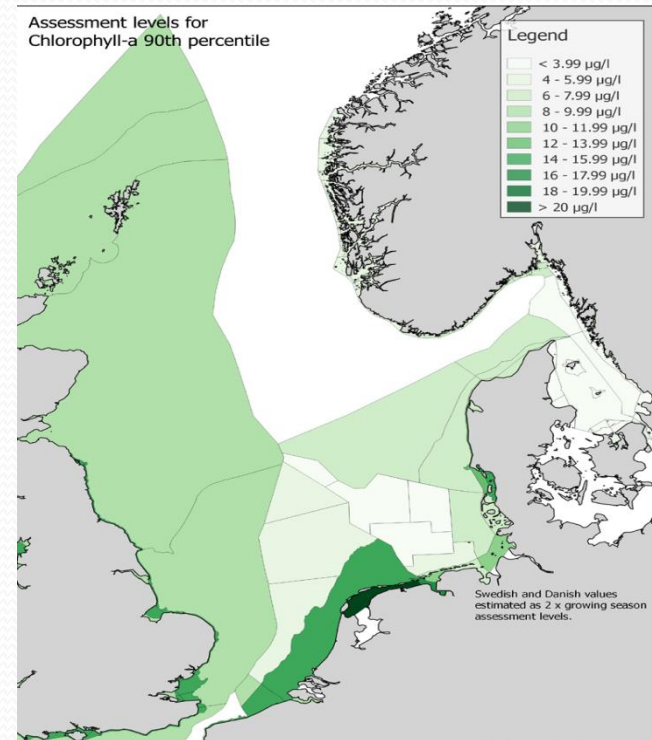 Assessment levels for
Chlorophyll-a 90th percentile
Legend
< 3.99 µg/l
4 - 5.99 µg/l
6 - 7.99 µg/l
8 - 9.99 µg/l
10 - 11.99 µg/l
12 - 13.99 µg/l
14 - 15.99 µg/l
16 - 17.99 µg/l
18 - 19.99 µg/l
> 20 µg/l
Swedish and Danish values
estimated as 2 x growing season
assessment levels.